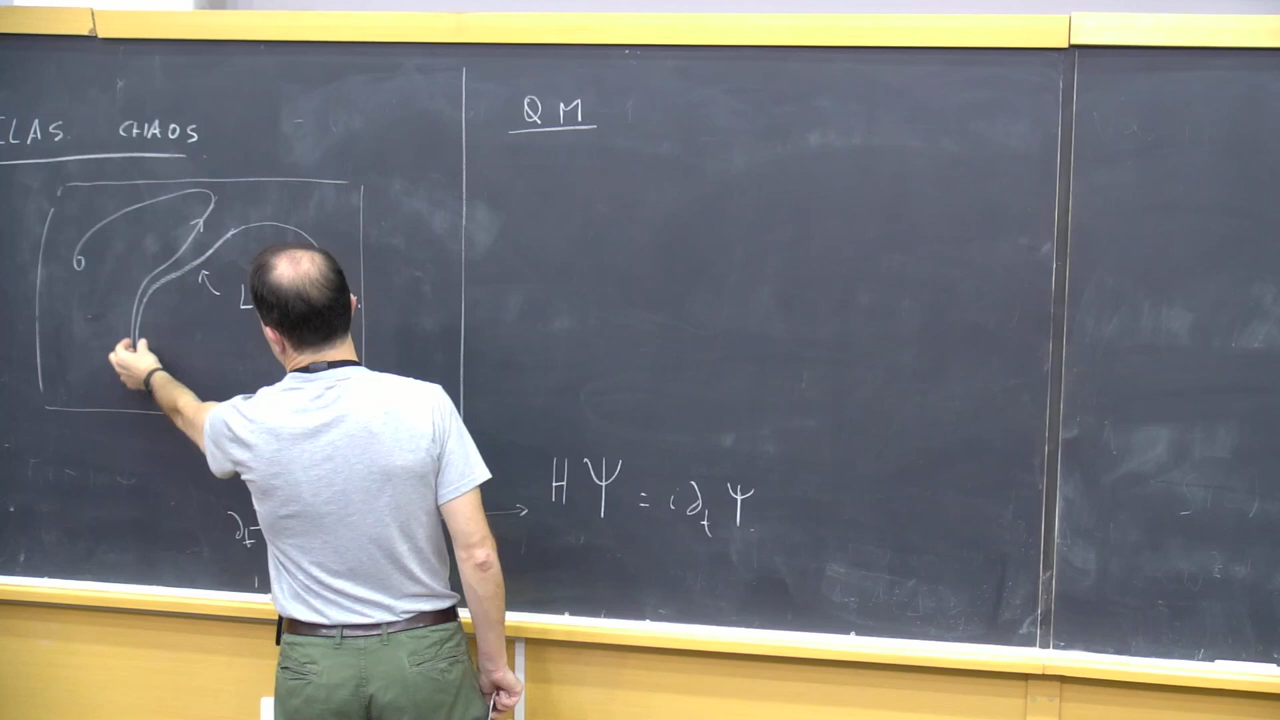 CLAS. CHAOS
QM
L
∂t
HΨ = i∂tΨ.